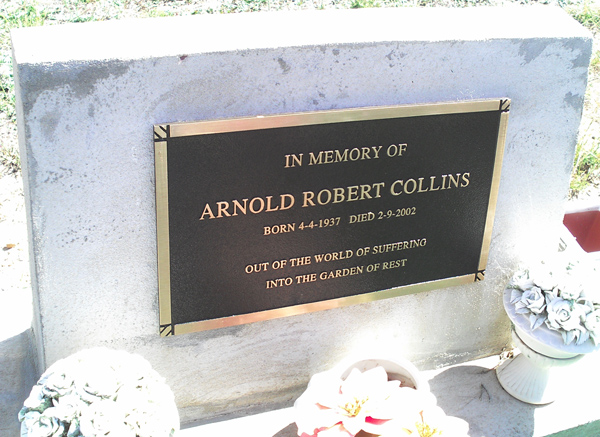 IN MEMORY OF
ARNOLD ROBERT COLLINS
BORN 4-4-1937 DIED 2-9-2002
OUT OF THE WORLD OF SUFFERING
INTO THE GARDEN OF REST